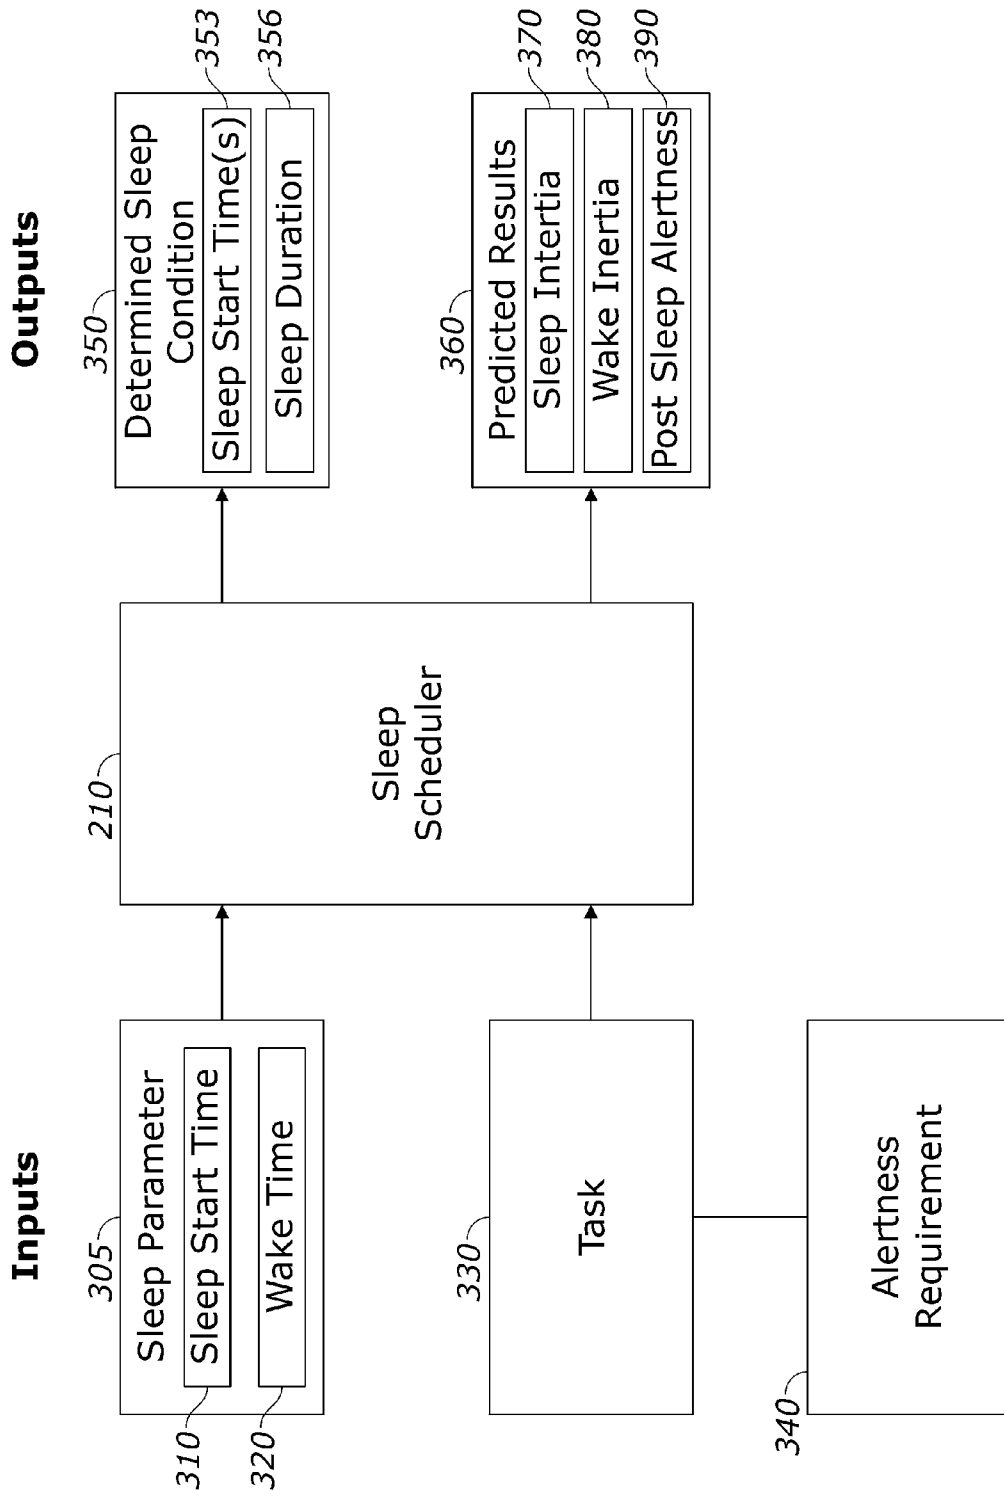 Inputs
Outputs
305
Sleep Parameter
310
Sleep Start Time
320
Wake Time
330
Task
340
Alertness
Requirement
210
Sleep
Scheduler
350
Determined Sleep
Condition
353
Sleep Start Time(s)
356
Sleep Duration
360
Predicted Results
370
Sleep Intertia
380
Wake Inertia
390
Post Sleep Alertness